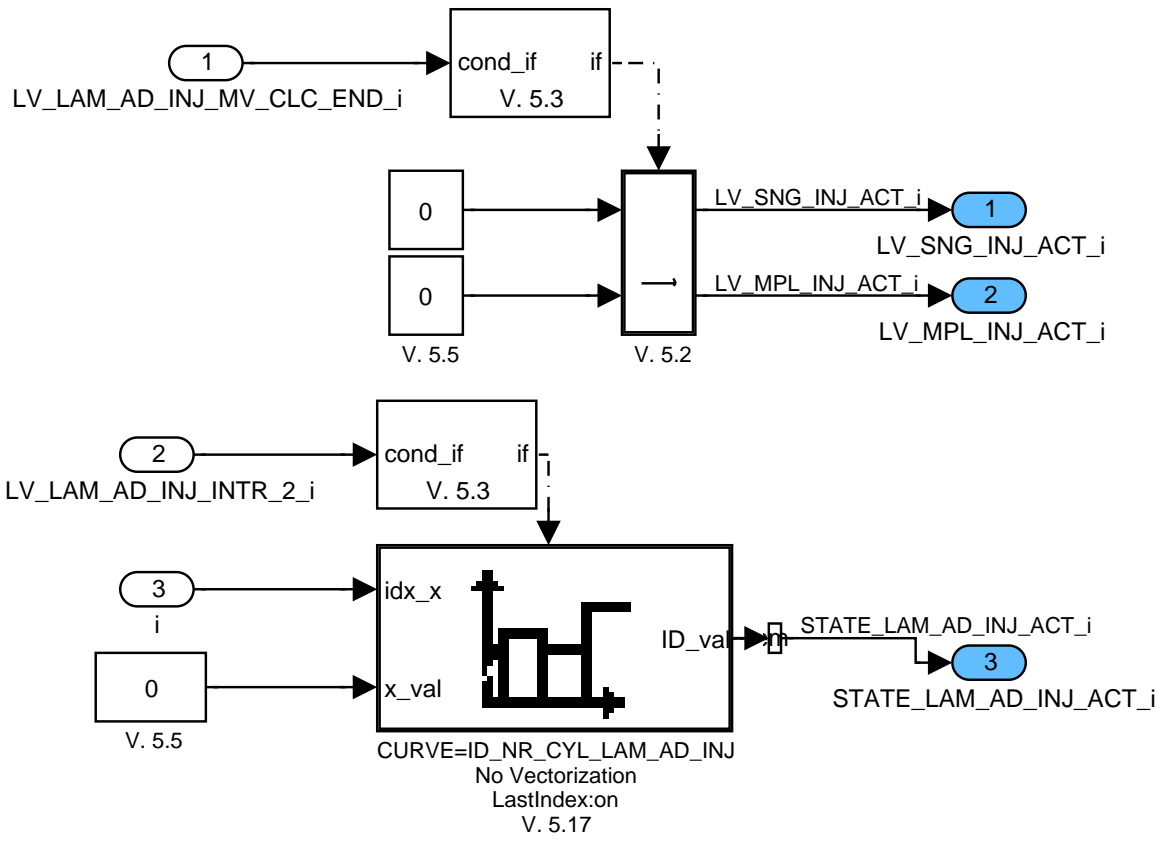 1
cond_if if
V. 5.3
LV_LAM_AD_INJ_MV_CLC_END_i
0
LV_SNG_INJ_ACT_i
1
LV_SNG_INJ_ACT_i
0
LV_MPL_INJ_ACT_i
2
LV_MPL_INJ_ACT_i
V. 5.5
V. 5.2
2
cond_if if
V. 5.3
LV_LAM_AD_INJ_INTR_2_i
3
i
idx_x
ID_val
STATE_LAM_AD_INJ_ACT_i
3
STATE_LAM_AD_INJ_ACT_i
0
x_val
V. 5.5
CURVE=ID_NR_CYL_LAM_AD_INJ
No Vectorization
LastIndex:on
V. 5.17